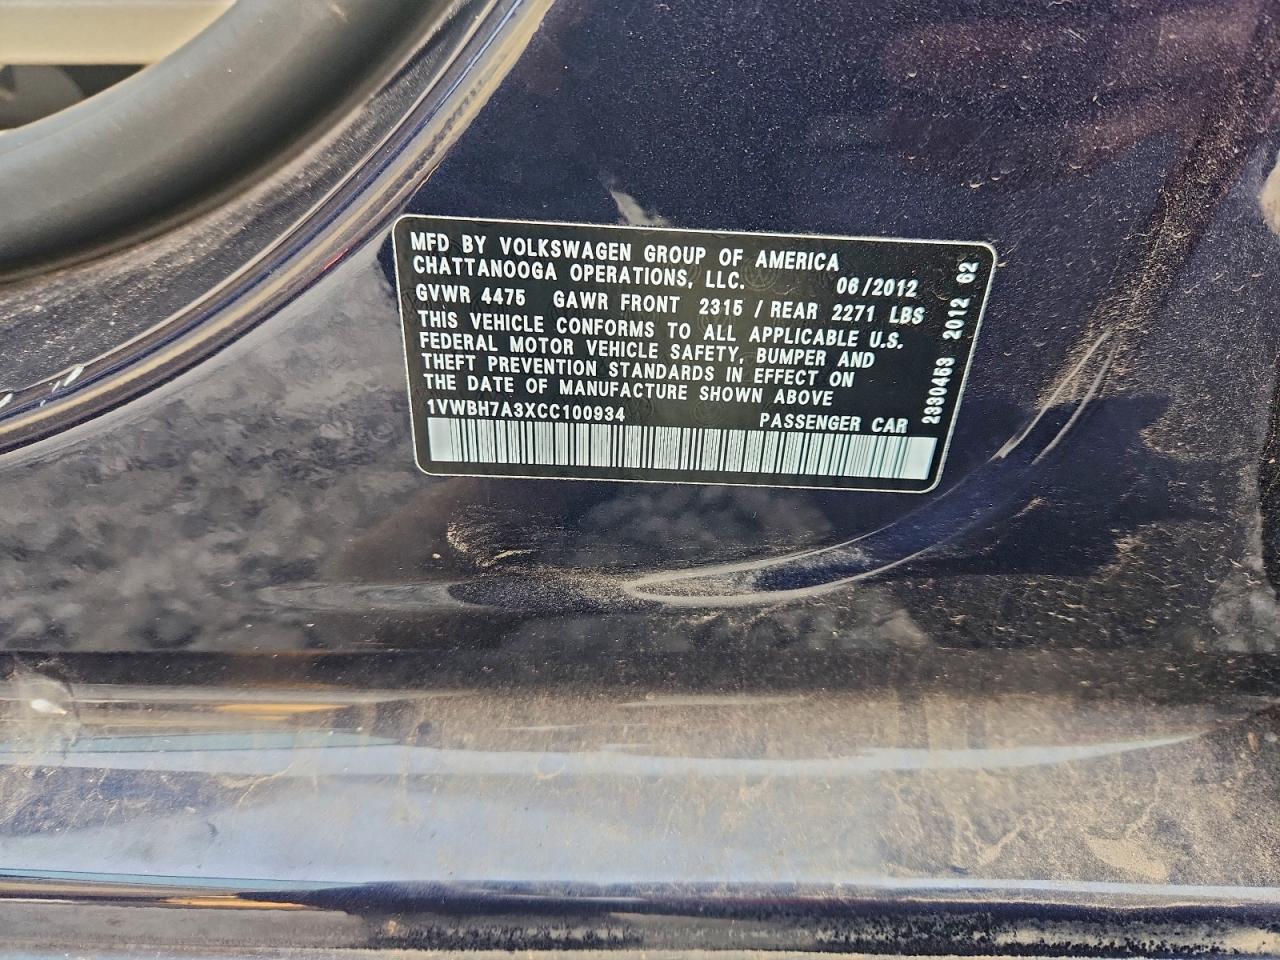 MFD BY VOLKSWAGEN GROUP OF AMERICA
CHATTANOOGA OPERATIONS, LLC. 06/2012
GVWR 4475 GAWR FRONT 2315 / REAR 2271 LBS
THIS VEHICLE CONFORMS TO ALL APPLICABLE U.S.
FEDERAL MOTOR VEHICLE SAFETY, BUMPER AND
THEFT PREVENTION STANDARDS IN EFFECT ON
THE DATE OF MANUFACTURE SHOWN ABOVE
1VWBH7A3XCC100934 PASSENGER CAR
2330463 2012 62